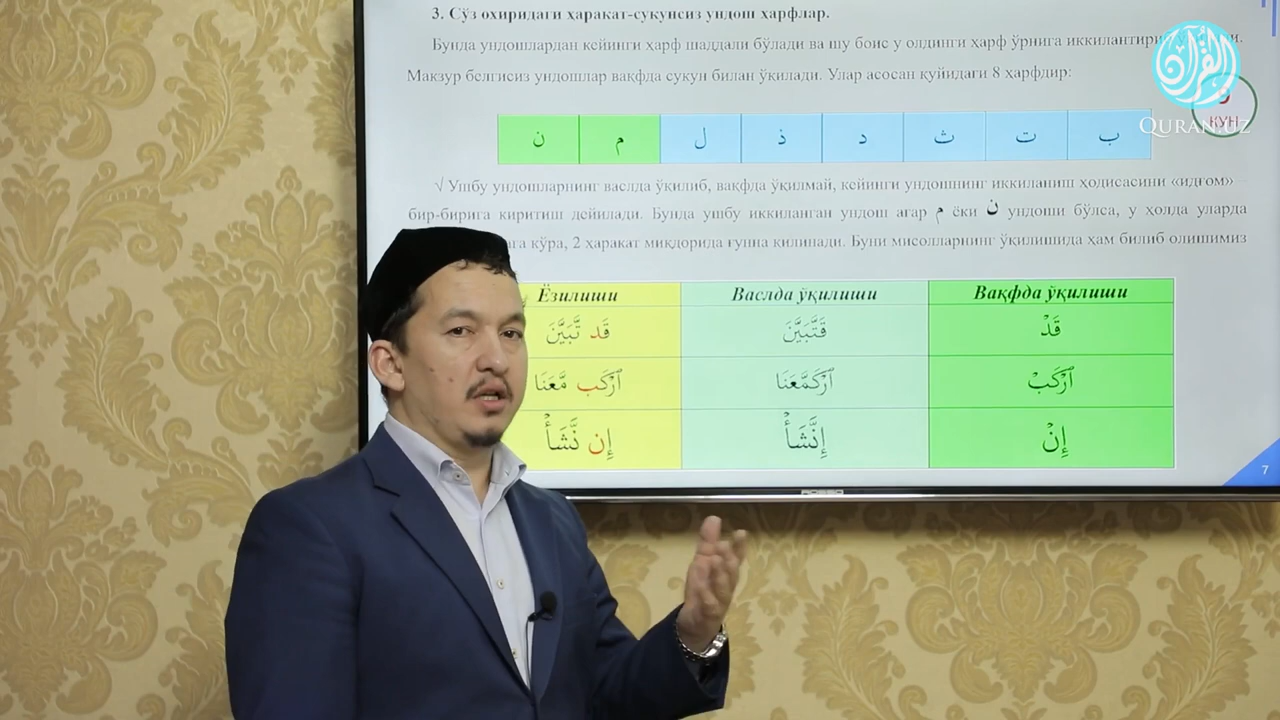 3. Сўз охиридаги ҳаракат-сукунсиз ундош ҳарфлар.
Бунда ундошлардан кейинги ҳарф шаддали бўлади ва шу боис у олдинги ҳарф ўрнига
Мазкур белгисиз ундошлар вақфда сукун билан ўқилади. Улар асосан қуйидаги 8 ҳарфдир:
QURAN.UZ
ب ت ث د ذ ل م ن
√ Ушбу ундошларнинг васлда ўқилиб, вақфда ўқилмай, кейинги ундошнинг иккиланиш ҳодисасини «идғом»
бир-бирига киритиш дейилади. Бунда ушбу иккиланган ундош агар م ёки ن ундоши бўлса, у ҳолда уларда
кўра, 2 ҳаракат миқдорида ғунна қилинади. Буни мисолларнинг ўқилишида ҳам билиб олишимиз
Ёзилиши Васлда ўқилиши Вақфда ўқилиши
قَد تَّبَيَّنَ قَتَّبَيَّنَ قَدْ
ٱرْكَب مَّعَنَا ٱرْكَمَّعَنَا ٱرْكَبْ
إِن نَّشَأْ إِنَّشَأْ إِنْ
7